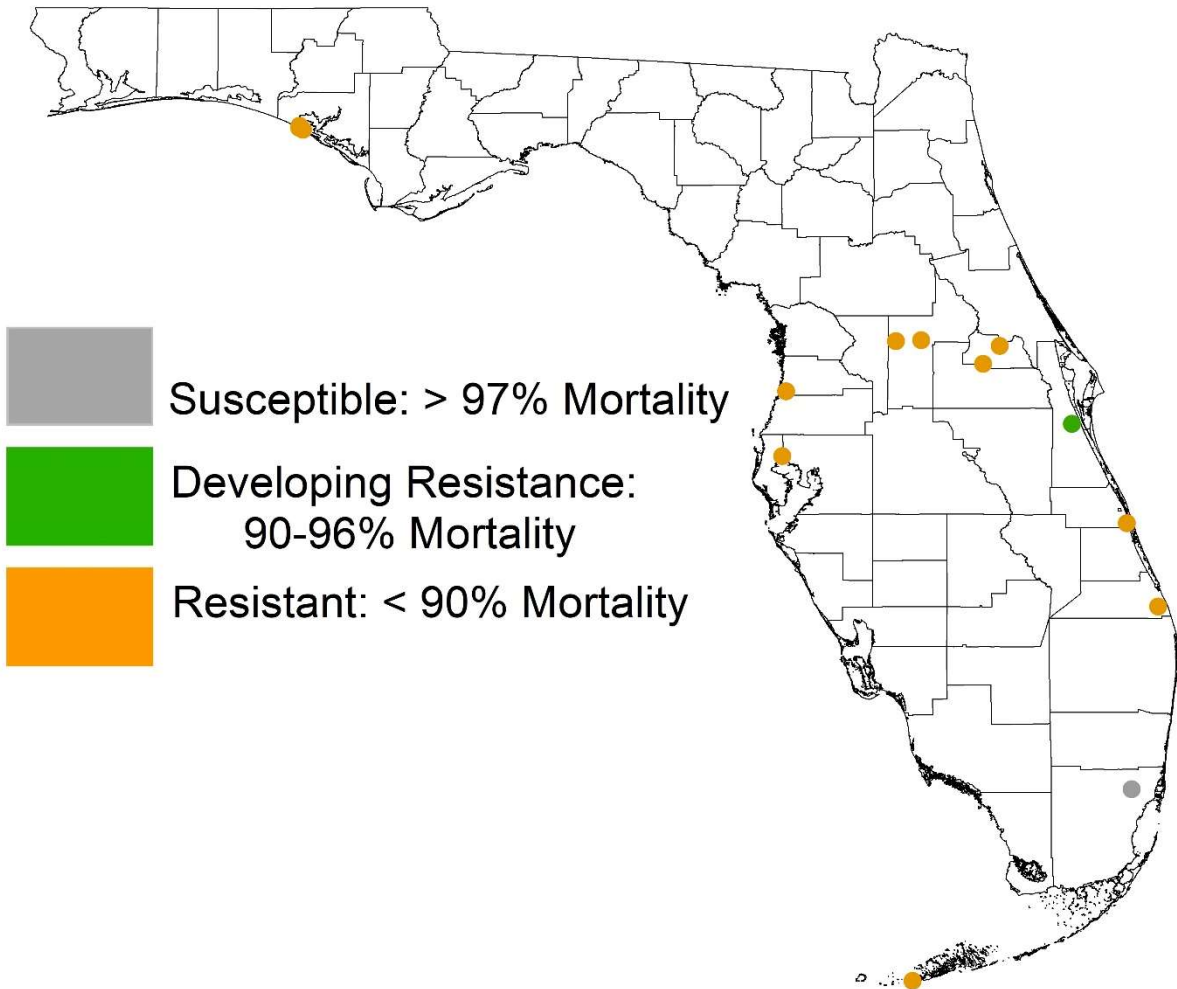 Susceptible: > 97% Mortality
Developing Resistance:
90-96% Mortality
Resistant: < 90% Mortality